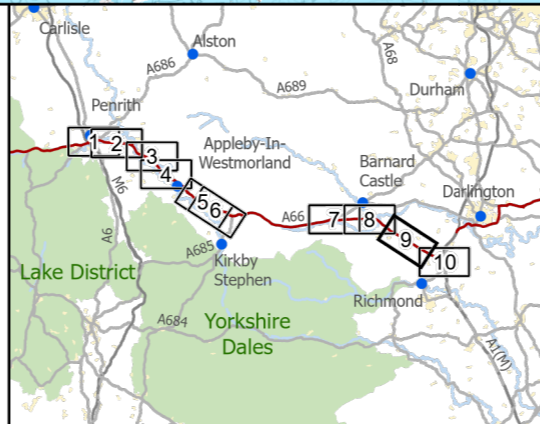 Carlisle
Alston
A686
A689
A68
Durham
Penrith
Appleby-In-
Westmorland
Barnard
Castle
Darlington
1
2
3
4
5
6
7
8
9
10
M6
A6
A66
A685
Kirkby
Stephen
Lake District
Richmond
A684
Yorkshire
Dales
A1(M)